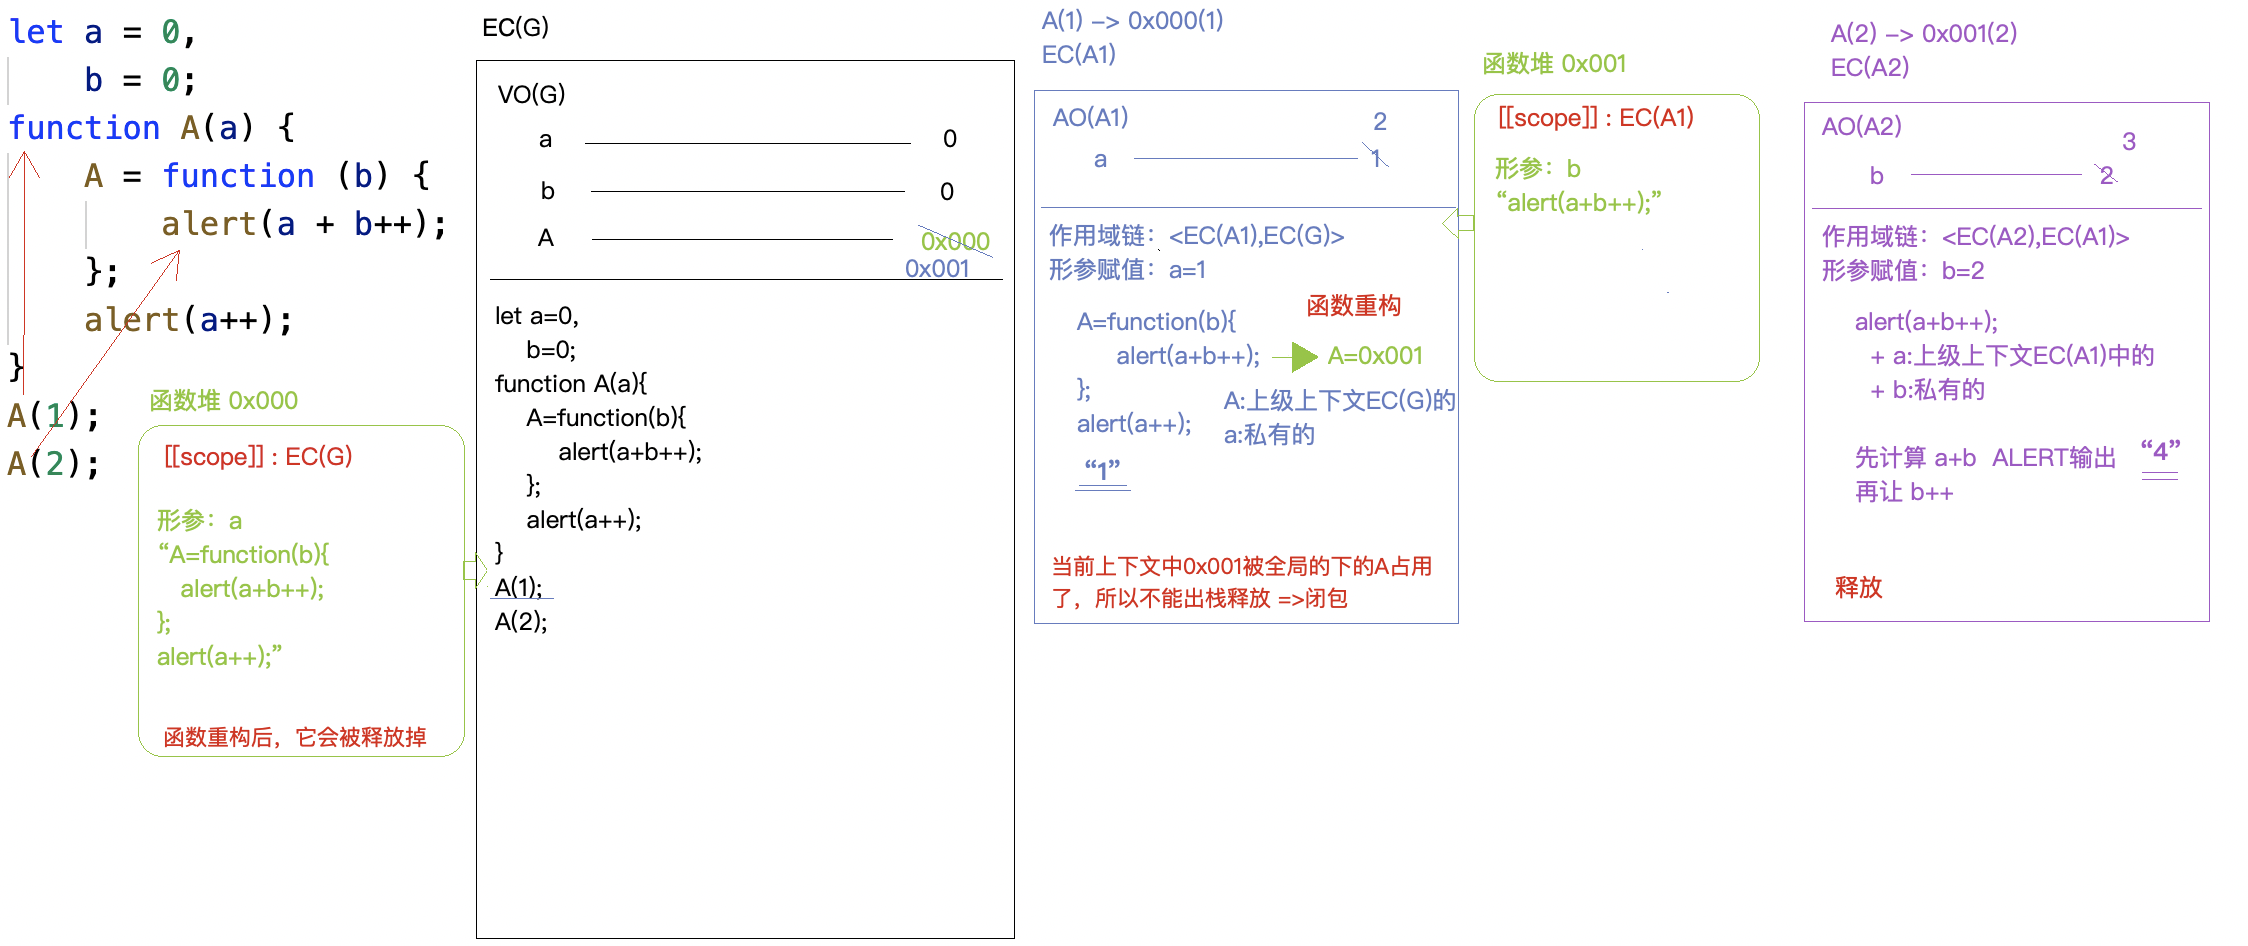 let a = 0,
b = 0;
function A(a) {
A = function (b) {
alert(a + b++);
};
alert(a++);
}
A(1);
A(2);
函数堆 0x000
[[scope]] : EC(G)
形参：a
“A=function(b){
alert(a+b++);
};
alert(a++);”
函数重构后，它会被释放掉
EC(G)
VO(G)
a 0
b 0
A 0x000
0x001
let a=0,
b=0;
function A(a){
A=function(b){
alert(a+b++);
};
alert(a++);
}
A(1);
A(2);
A(1) –> 0x000(1)
EC(A1)
AO(A1)
2
a 1
作用域链：<EC(A1),EC(G)>
形参赋值：a=1
函数重构
A=function(b){
alert(a+b++);
A=0x001
};
A:上级上下文EC(G)的
alert(a++);
a:私有的
“1”
当前上下文中0x001被全局的下的A占用
了，所以不能出栈释放 =>闭包
函数堆 0x001
[[scope]] : EC(A1)
形参：b
“alert(a+b++);”
A(2) –> 0x001(2)
EC(A2)
AO(A2)
3
b 2
作用域链：<EC(A2),EC(A1)>
形参赋值：b=2
alert(a+b++);
+ a:上级上下文EC(A1)中的
+ b:私有的
先计算 a+b ALERT输出 “4”
再让 b++
释放